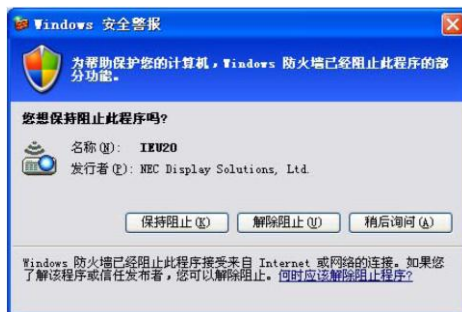 Windows 安全警报
为帮助保护您的计算机，Windows 防火墙已经阻止此程序的部
分功能。
您想保持阻止此程序吗?
名称(N): IEU20
发行者(P): NEC Display Solutions, Ltd.
保持阻止(K) 解除阻止(U) 稍后询问(A)
Windows 防火墙已经阻止此程序接受来自 Internet 或网络的连接。如果您
了解该程序或信任发布者，您可以解除阻止。何时应该解除阻止程序?